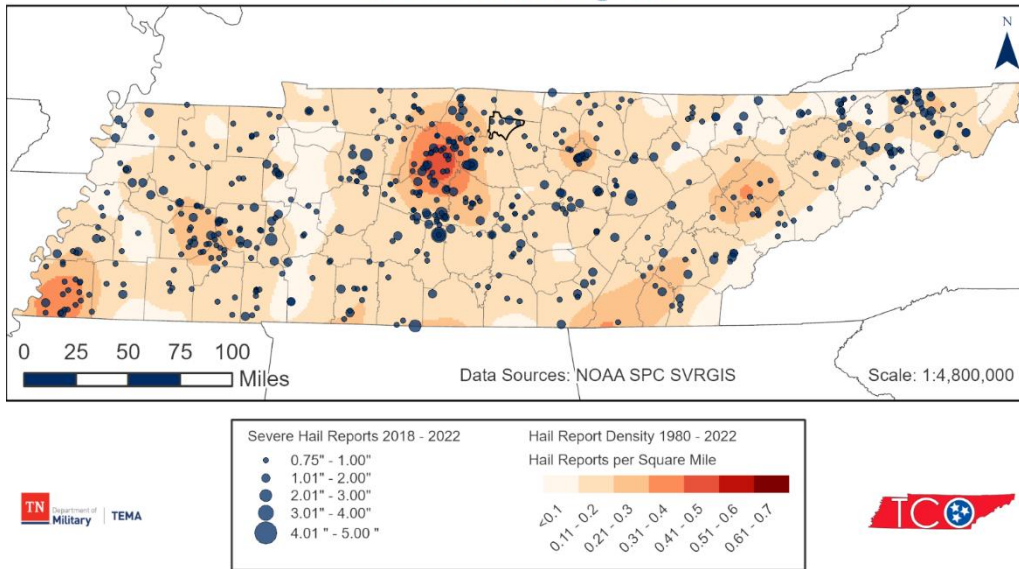 N
0 25 50 75 100
Miles
Data Sources: NOAA SPC SVRGIS
Scale: 1:4,800,000
Severe Hail Reports 2018 - 2022
0.75" - 1.00"
1.01" - 2.00"
2.01" - 3.00"
3.01" - 4.00"
4.01 " - 5.00 "
Hail Report Density 1980 - 2022
Hail Reports per Square Mile
<0.1
0.11 - 0.2
0.21 - 0.3
0.31 - 0.4
0.41 - 0.5
0.51 - 0.6
0.61 - 0.7
TN
Department of
Military
TEMA
TCO